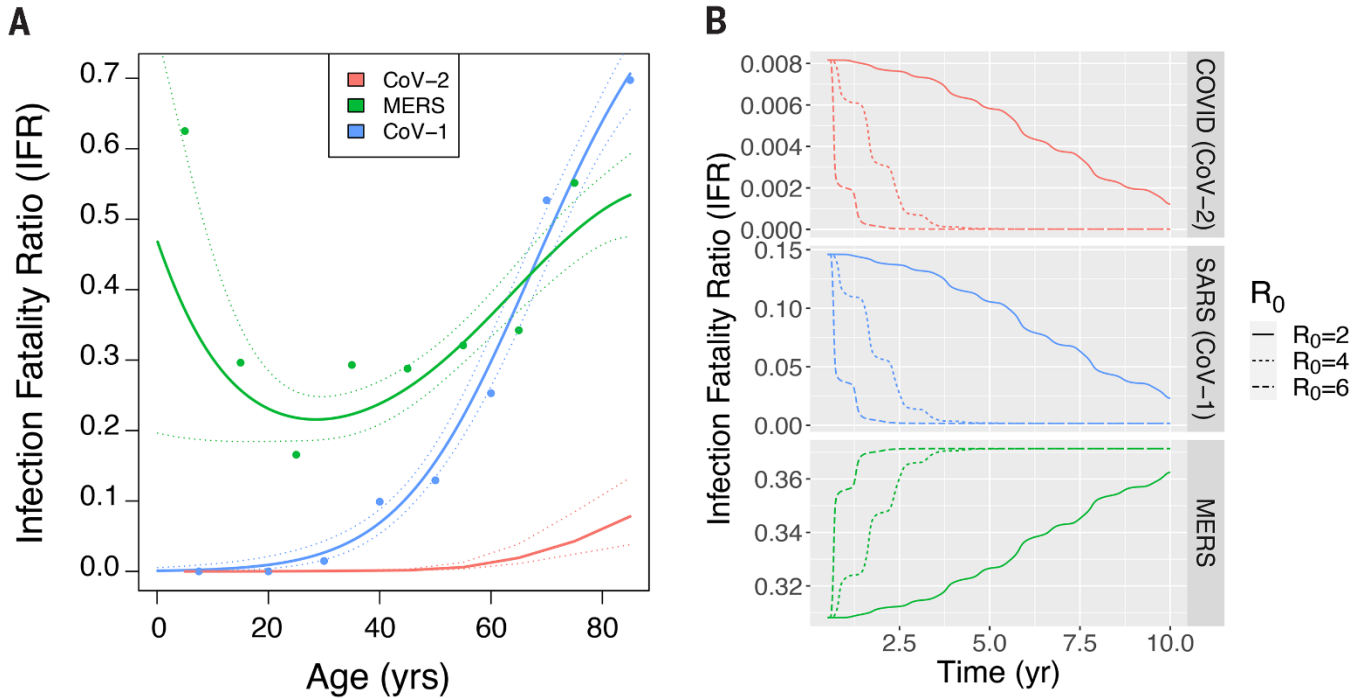 A
Infection Fatality Ratio (IFR)
0.7
0.6
0.5
0.4
0.3
0.2
0.1
0.0
CoV−2
MERS
CoV−1
0 20 40 60 80
Age (yrs)
B
Infection Fatality Ratio (IFR)
0.008
0.006
0.004
0.002
0.000
COVID (CoV−2)
0.15
0.10
0.05
0.00
SARS (CoV−1)
0.36
0.34
0.32
MERS
2.5 5.0 7.5 10.0
Time (yr)
R₀
R₀=2
R₀=4
R₀=6